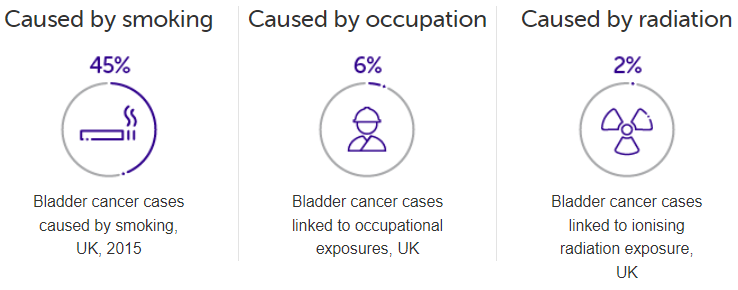 Caused by smoking
45%
Bladder cancer cases
caused by smoking,
UK, 2015
Caused by occupation
6%
Bladder cancer cases
linked to occupational
exposures, UK
Caused by radiation
2%
Bladder cancer cases
linked to ionising
radiation exposure,
UK